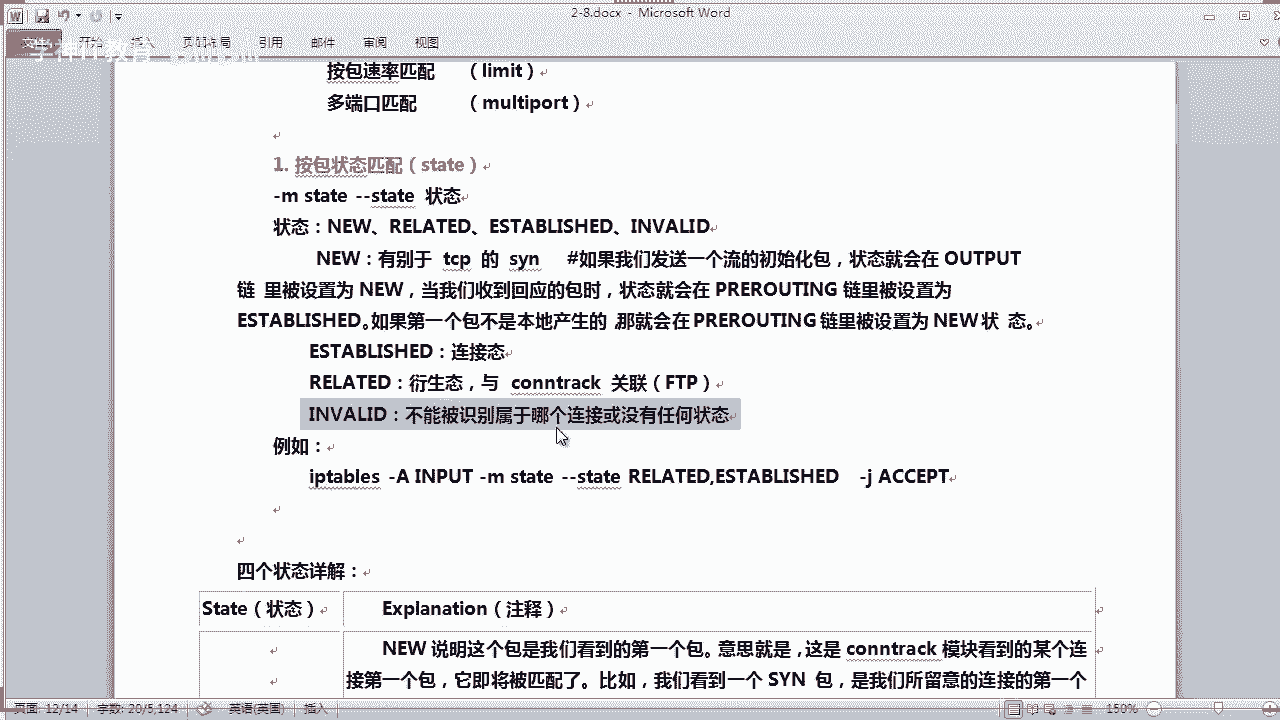 2-8.docx - Microsoft Word
文件 开始 插入 页面布局 引用 邮件 审阅 视图
按包速率匹配 （limit）
多端口匹配 （multiport）
1. 按包状态匹配（state）
-m state --state 状态
状态：NEW、RELATED、ESTABLISHED、INVALID
NEW：有别于 tcp 的 syn #如果我们发送一个流的初始化包，状态就会在 OUTPUT
链 里被设置为 NEW，当我们收到回应的包时，状态就会在 PREROUTING 链里被设置为
ESTABLISHED。如果第一个包不是本地产生的，那就会在 PREROUTING 链里被设置为 NEW 状 态。
ESTABLISHED：连接态
RELATED：衍生态，与 conntrack 关联（FTP）
INVALID：不能被识别属于哪个连接或没有任何状态
例如：
iptables -A INPUT -m state --state RELATED,ESTABLISHED -j ACCEPT
四个状态详解：
State（状态） Explanation（注释）
NEW 说明这个包是我们看到的第一个包。意思就是，这是 conntrack 模块看到的某个连
接第一个包，它即将被匹配了。比如，我们看到一个 SYN 包，是我们所留意的连接的第一个
页面: 12/14 字数: 20/5,124 英语(美国) 插入 150%